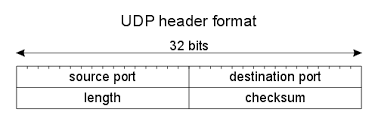 UDP header format
32 bits
source port destination port
length checksum